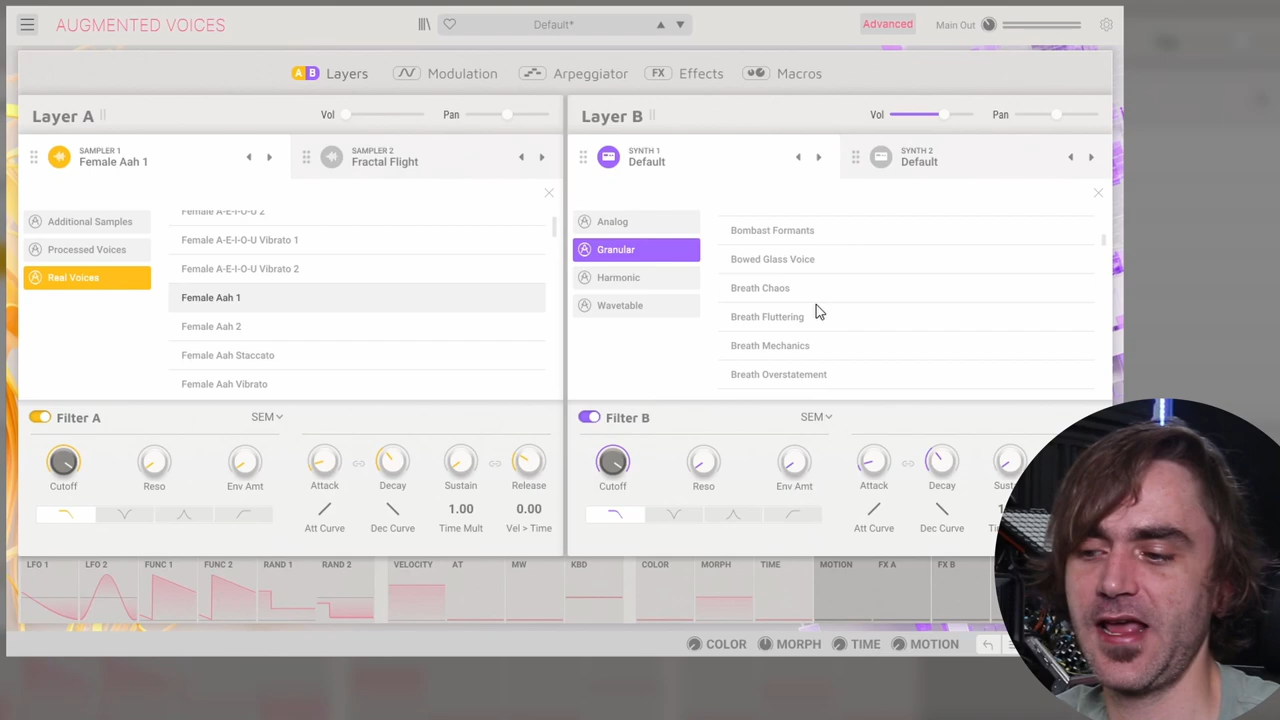 AUGMENTED VOICES
Default*
Advanced
Main Out
AB Layers
Modulation
Arpeggiator
FX Effects
Macros
Layer A
Vol
Pan
SAMPLER 1
Female Aah 1
SAMPLER 2
Fractal Flight
Additional Samples
Processed Voices
Real Voices
Female A-E-I-O-U 2
Female A-E-I-O-U Vibrato 1
Female A-E-I-O-U Vibrato 2
Female Aah 1
Female Aah 2
Female Aah Staccato
Female Aah Vibrato
Filter A
SEM
Cutoff
Reso
Env Amt
Attack
Decay
Sustain
Release
Att Curve
Dec Curve
1.00
Time Mult
0.00
Vel > Time
Layer B
Vol
Pan
SYNTH 1
Default
SYNTH 2
Default
Analog
Granular
Harmonic
Wavetable
Bombast Formants
Bowed Glass Voice
Breath Chaos
Breath Fluttering
Breath Mechanics
Breath Overstatement
Filter B
SEM
Cutoff
Reso
Env Amt
Attack
Decay
Att Curve
Dec Curve
LFO 1
LFO 2
FUNC 1
FUNC 2
RAND 1
RAND 2
VELOCITY
AT
MW
KBD
COLOR
MORPH
TIME
MOTION
FX A
FX B
COLOR
MORPH
TIME
MOTION